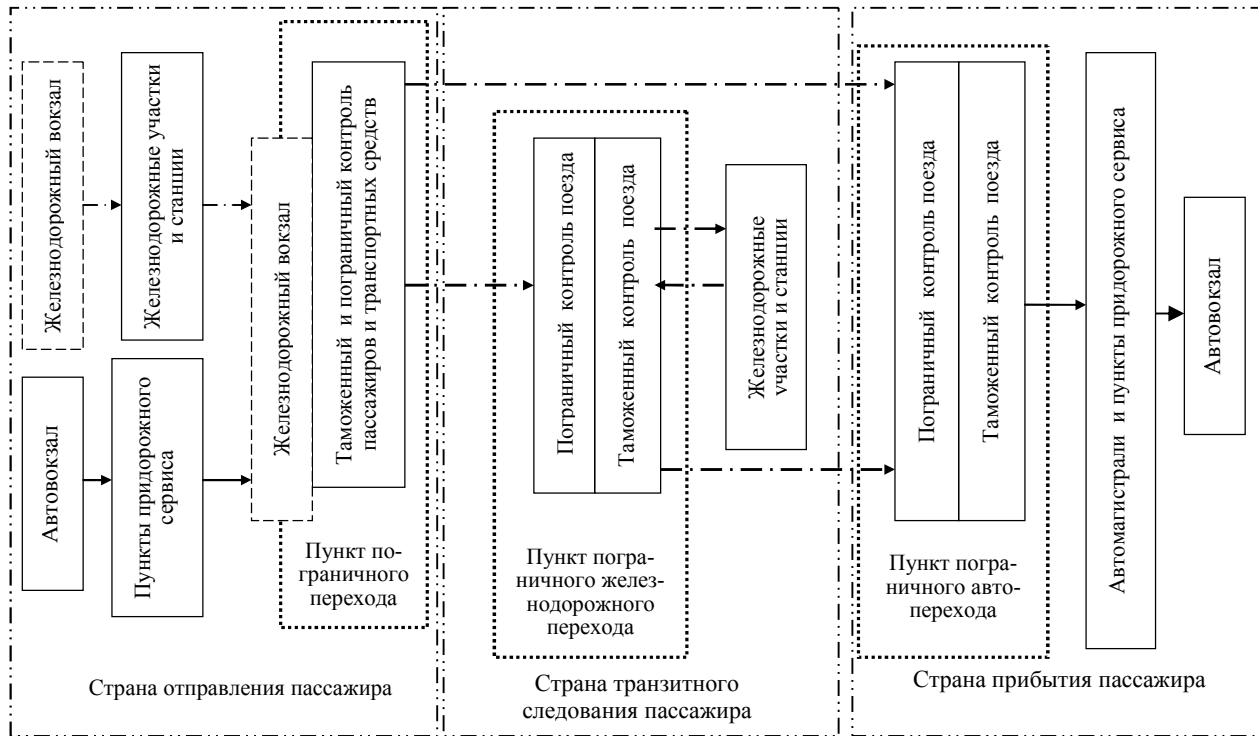 Железнодорожный вокзал
Железнодорожные участки
и станции
Автовокзал
Пункты придорожного
сервиса
Железнодорожный вокзал
Таможенный и пограничный контроль
пассажиров и транспортных средств
Пункт по-
граничного
перехода
Страна отправления пассажира
Пограничный контроль поезда
Таможенный контроль поезда
Железнодорожные
участки и станции
Пункт погра-
ничного желез-
нодорожного
перехода
Страна транзитного
следования пассажира
Пограничный контроль поезда
Таможенный контроль поезда
Пункт погра-
ничного авто-
перехода
Автомагистрали и пункты придорожного сервиса
Автовокзал
Страна прибытия пассажира